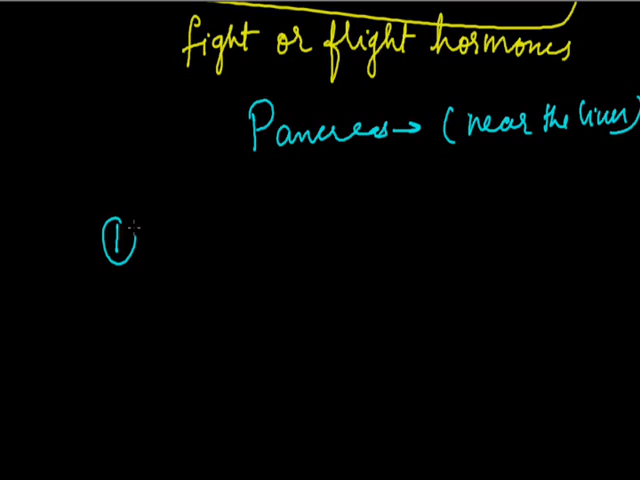 fight or flight hormones
Pancreas → (near the liver)
①